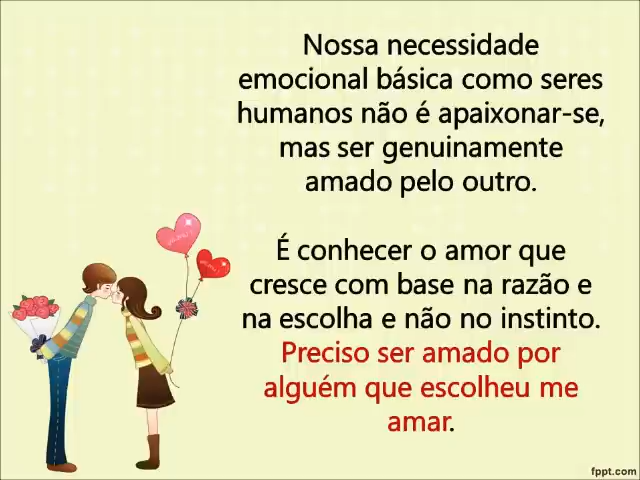 Nossa necessidade
emocional básica como seres
humanos não é apaixonar-se,
mas ser genuinamente
amado pelo outro.
É conhecer o amor que
cresce com base na razão e
na escolha e não no instinto.
Preciso ser amado por
alguém que escolheu me
amar.
fppt.com